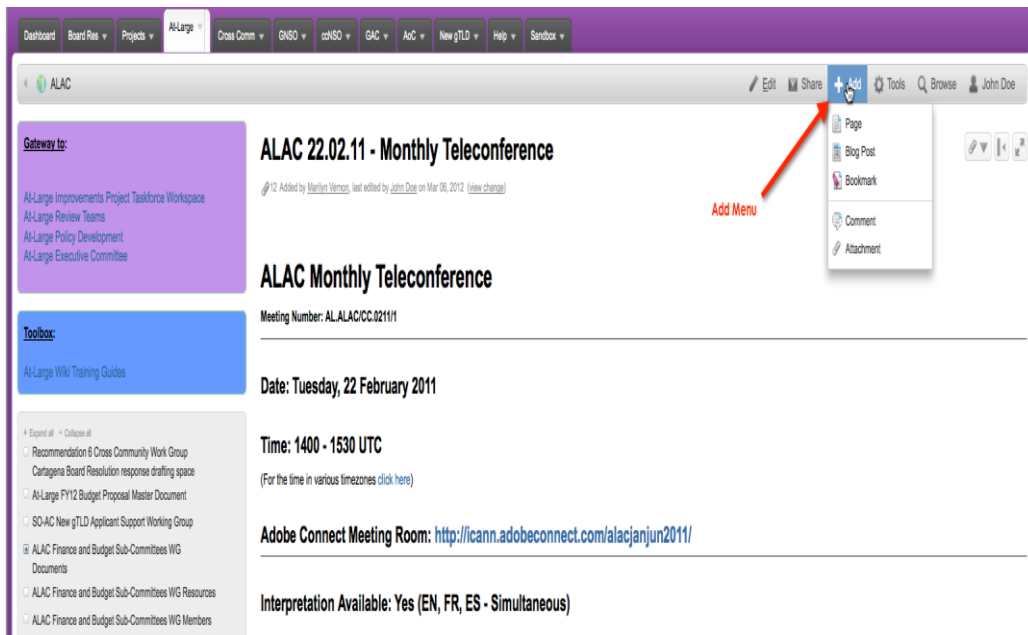 Dashboard Board Res Projects At-Large Cross Comm GNSO ccNSO GAC AoC New gTLD Help Sandbox
ALAC Edit Share Add Tools Browse John Doe
Page
Blog Post
Bookmark
Comment
Attachment
Add Menu
Gateway to:
At-Large Improvements Project Taskforce Workspace
At-Large Review Teams
At-Large Policy Development
At-Large Executive Committee
Toolbox:
At-Large Wiki Training Guides
Expand all Collapse all
Recommendation 6 Cross Community Work Group
Cartagena Board Resolution response drafting space
At-Large FY12 Budget Proposal Master Document
SO-AC New gTLD Applicant Support Working Group
ALAC Finance and Budget Sub-Committees WG
Documents
ALAC Finance and Budget Sub-Committees WG Resources
ALAC Finance and Budget Sub-Committees WG Members
ALAC 22.02.11 - Monthly Teleconference
12 Added by Marilyn Vernon, last edited by John Doe on Mar 06, 2012 (view change)
ALAC Monthly Teleconference
Meeting Number: AL.ALAC/CC.0211/1
Date: Tuesday, 22 February 2011
Time: 1400 - 1530 UTC
(For the time in various timezones click here)
Adobe Connect Meeting Room: http://icann.adobeconnect.com/alacjanjun2011/
Interpretation Available: Yes (EN, FR, ES - Simultaneous)